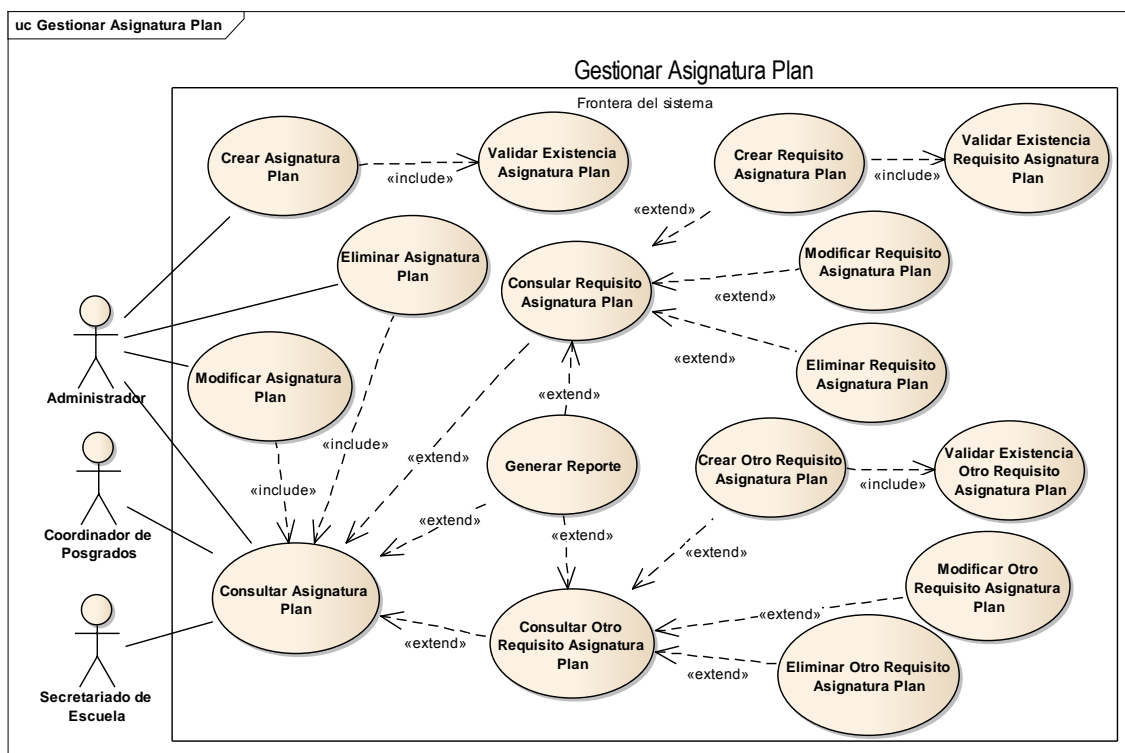 uc Gestionar Asignatura Plan
Gestionar Asignatura Plan
Frontera del sistema
Crear Asignatura
Plan
«include»
Validar Existencia
Asignatura Plan
Crear Requisito
Asignatura Plan
«include»
Validar Existencia
Requisito Asignatura
Plan
«extend»
Eliminar Asignatura
Plan
Consular Requisito
Asignatura Plan
Modificar Requisito
Asignatura Plan
«extend»
«extend»
Eliminar Requisito
Asignatura Plan
Administrador
Modificar Asignatura
Plan
«include»
«extend»
«extend»
Generar Reporte
Crear Otro Requisito
Asignatura Plan
«include»
Validar Existencia
Otro Requisito
Asignatura Plan
«include»
«extend»
«extend»
«extend»
Coordinador de
Posgrados
Consultar Asignatura
Plan
«extend»
Consultar Otro
Requisito Asignatura
Plan
Modificar Otro
Requisito Asignatura
Plan
«extend»
«extend»
Eliminar Otro Requisito
Asignatura Plan
Secretariado de
Escuela